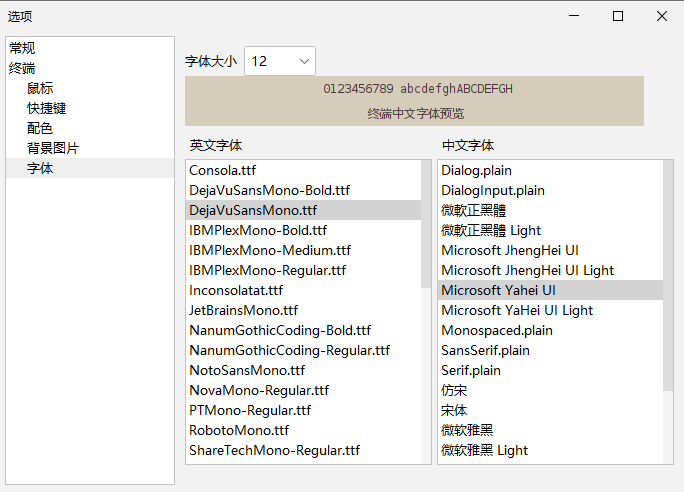 选项
常规
终端
鼠标
快捷键
配色
背景图片
字体
字体大小 12
0123456789 abcdefghABCDEFGH
终端中文字体预览
英文字体
Consola.ttf
DejaVuSansMono-Bold.ttf
DejaVuSansMono.ttf
IBMPlexMono-Bold.ttf
IBMPlexMono-Medium.ttf
IBMPlexMono-Regular.ttf
Inconsolatat.ttf
JetBrainsMono.ttf
NanumGothicCoding-Bold.ttf
NanumGothicCoding-Regular.ttf
NotoSansMono.ttf
NovaMono-Regular.ttf
PTMono-Regular.ttf
RobotoMono.ttf
ShareTechMono-Regular.ttf
中文字体
Dialog.plain
DialogInput.plain
微軟正黑體
微軟正黑體 Light
Microsoft JhengHei UI
Microsoft JhengHei UI Light
Microsoft Yahei UI
Microsoft YaHei UI Light
Monospaced.plain
SansSerif.plain
Serif.plain
仿宋
宋体
微软雅黑
微软雅黑 Light